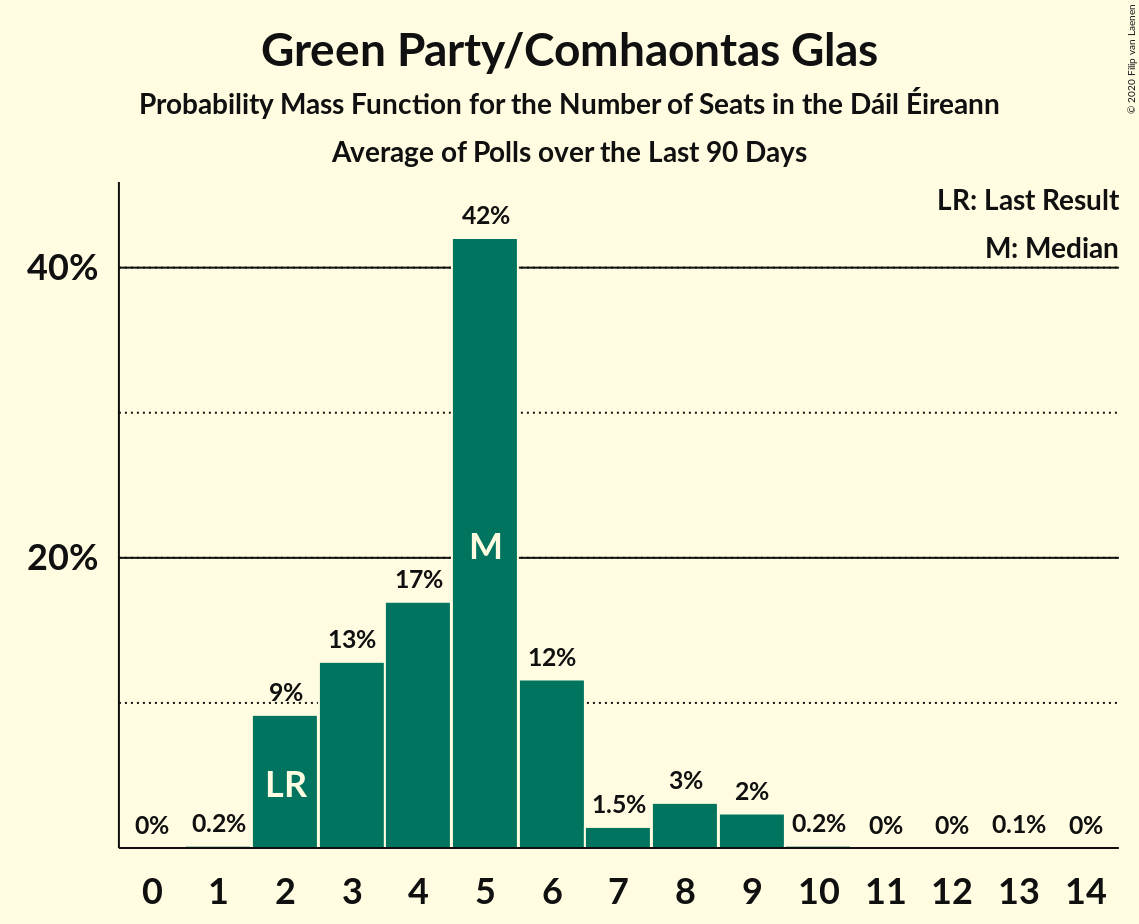 Green Party/Comhaontas Glas
Probability Mass Function for the Number of Seats in the Dáil Éireann
Average of Polls over the Last 90 Days
© 2020 Filip van Laenen
LR: Last Result
M: Median
40%
20%
0%
0.2%
9%
13%
17%
42%
12%
1.5%
3%
2%
0.2%
0%
0%
0.1%
0%
LR
M
0 1 2 3 4 5 6 7 8 9 10 11 12 13 14